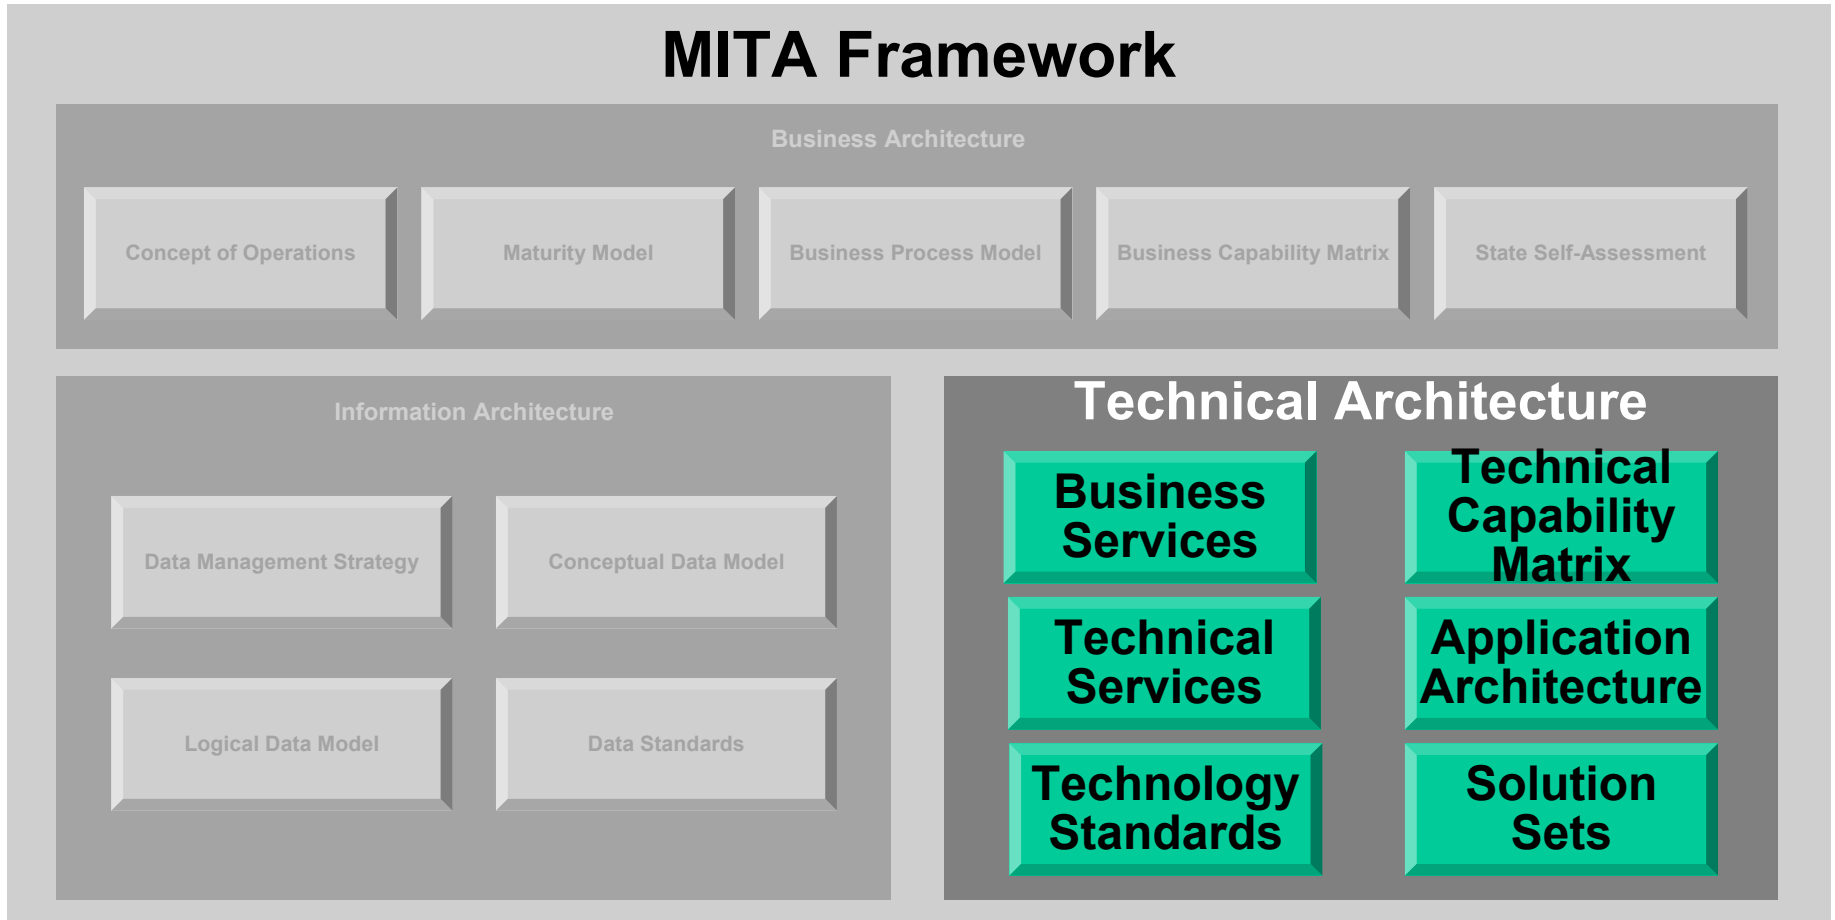 MITA Framework
Business Architecture
Concept of Operations
Maturity Model
Business Process Model
Business Capability Matrix
State Self-Assessment
Information Architecture
Data Management Strategy
Conceptual Data Model
Logical Data Model
Data Standards
Technical Architecture
Business
Services
Technical
Capability
Matrix
Technical
Services
Application
Architecture
Technology
Standards
Solution
Sets